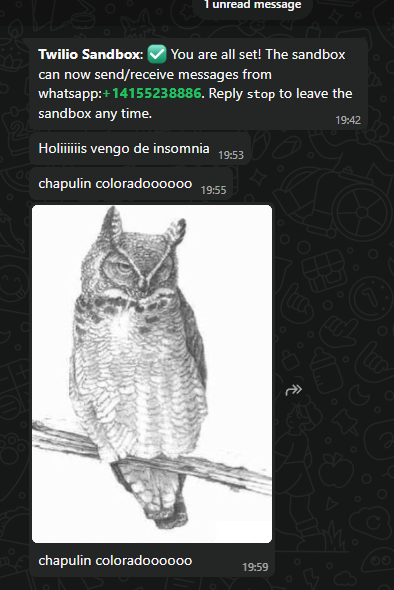 1 unread message
Twilio Sandbox: ✅ You are all set! The sandbox
can now send/receive messages from
whatsapp:+14155238886. Reply stop to leave the
sandbox any time.
19:42
Holiiiiiis vengo de insomnia 19:53
chapulin coloradoooooo 19:55
chapulin coloradoooooo 19:59